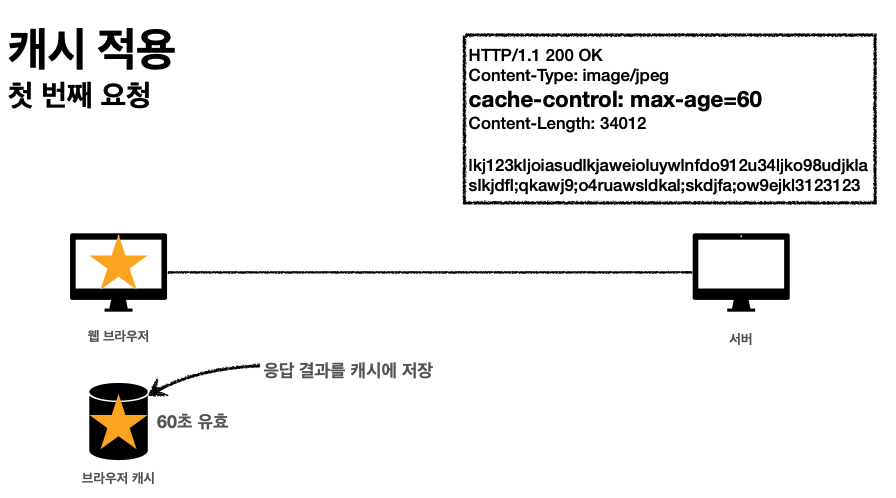 캐시 적용
첫 번째 요청
HTTP/1.1 200 OK
Content-Type: image/jpeg
cache-control: max-age=60
Content-Length: 34012
lkj123kljoiasudlkjaweioluywlnfdo912u34ljko98udjkla
slkjdfl;qkawj9;o4ruawsldkal;skdjfa;ow9ejkl3123123
웹 브라우저
서버
응답 결과를 캐시에 저장
60초 유효
브라우저 캐시